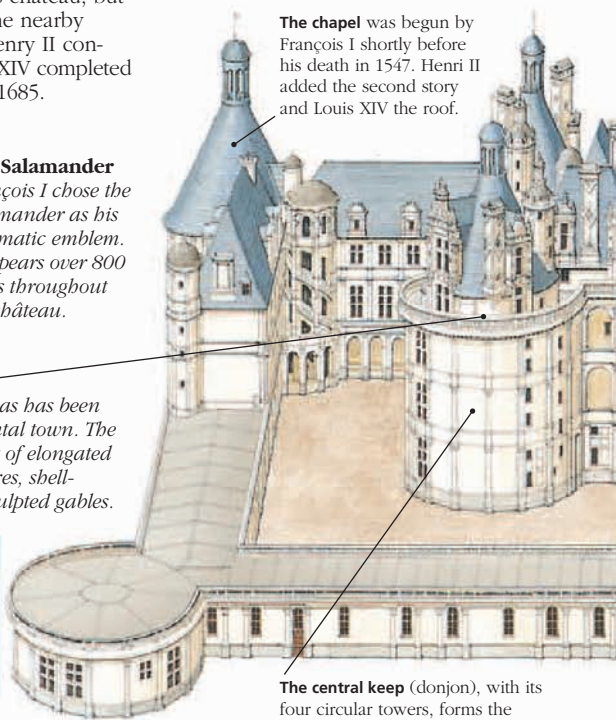 s château, but
ne nearby
enry II con-
XIV completed
1685.
Salamander
çois I chose the
mander as his
matic emblem.
pears over 800
s throughout
hâteau.
as has been
ntal town. The
of elongated
res, shell-
ulpted gables.
The chapel was begun by
François I shortly before
his death in 1547. Henri II
added the second story
and Louis XIV the roof.
The central keep (donjon), with its
four circular towers, forms the